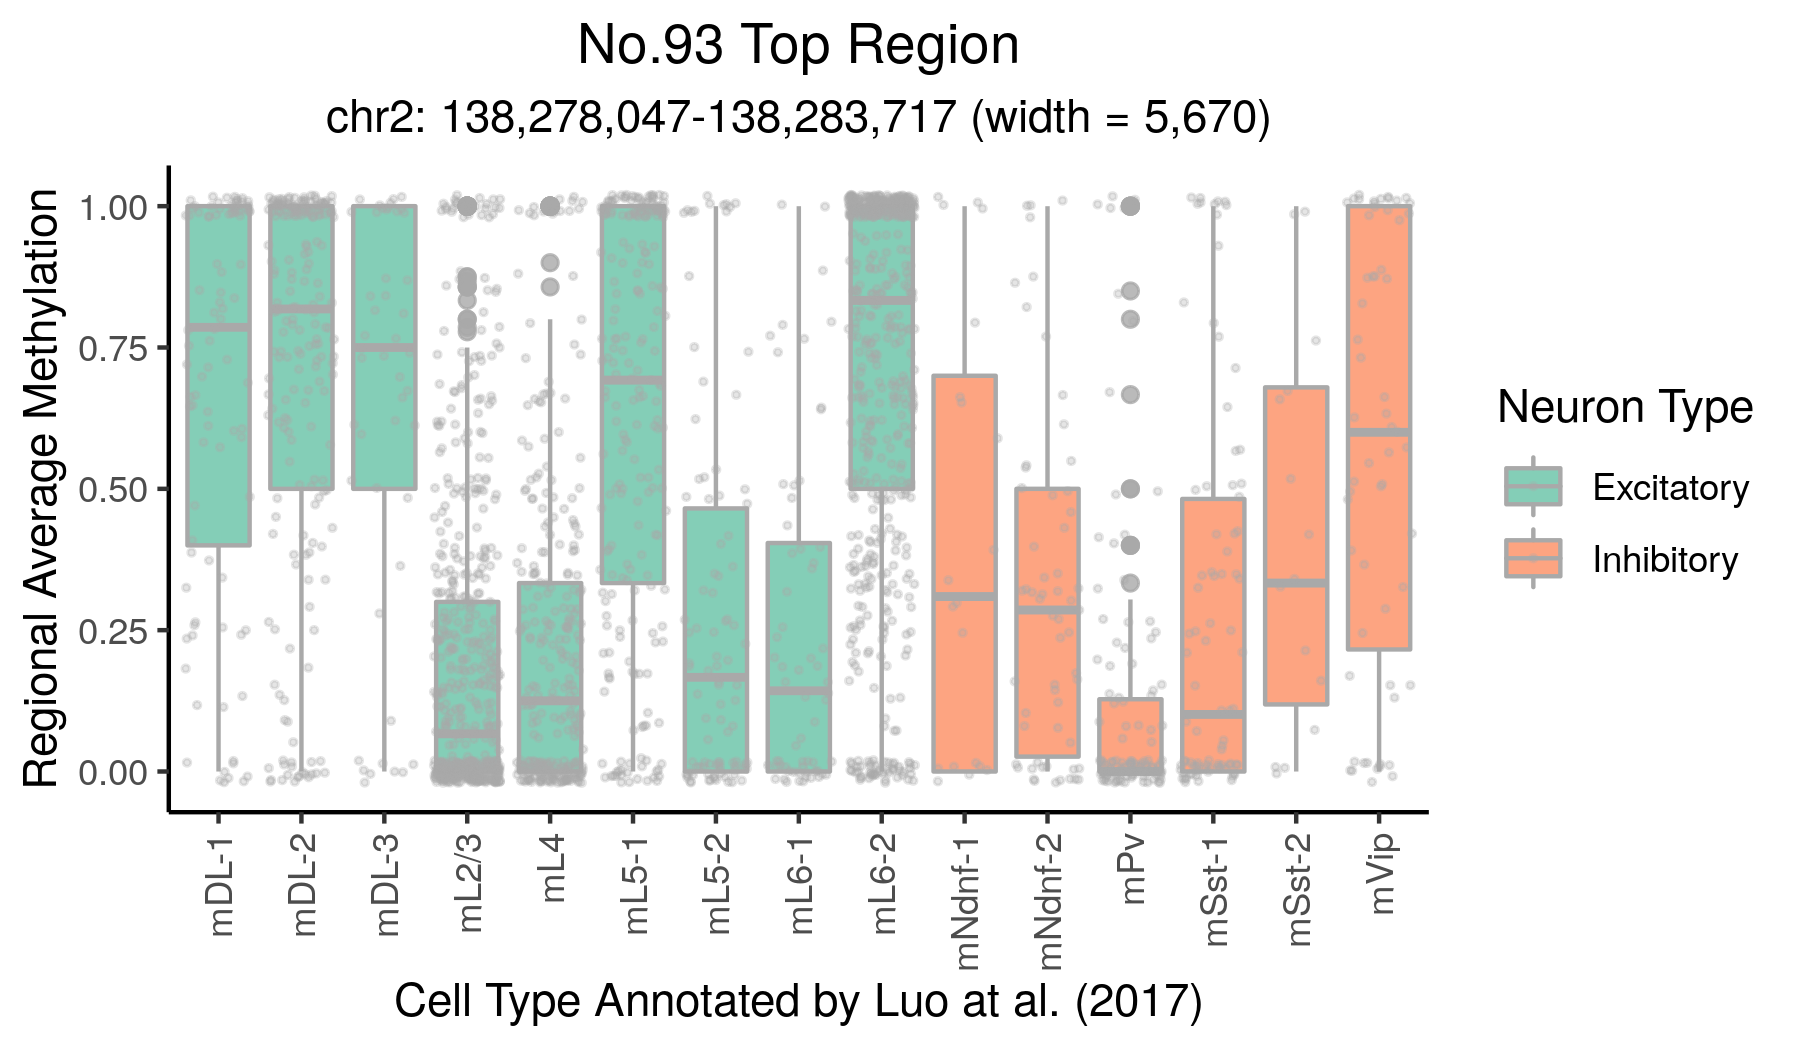 No.93 Top Region
chr2: 138,278,047-138,283,717 (width = 5,670)
Regional Average Methylation
1.00
0.75
0.50
0.25
0.00
mDL-1
mDL-2
mDL-3
mL2/3
mL4
mL5-1
mL5-2
mL6-1
mL6-2
mNdnf-1
mNdnf-2
mPv
mSst-1
mSst-2
mVip
Cell Type Annotated by Luo at al. (2017)
Neuron Type
Excitatory
Inhibitory